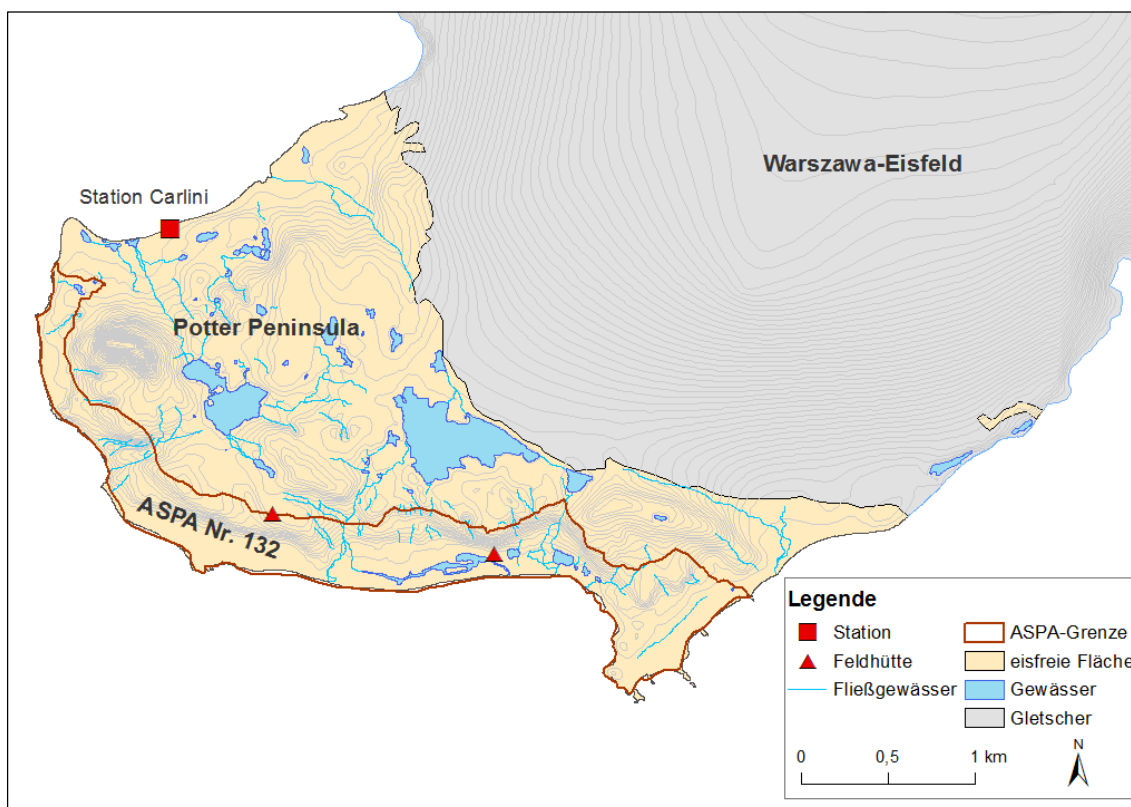 Warszawa-Eisfeld
Station Carlini
Potter Peninsula
ASPA Nr. 132
Legende
Station
Feldhütte
Fließgewässer
ASPA-Grenze
eisfreie Fläche
Gewässer
Gletscher
0 0,5 1 km
N